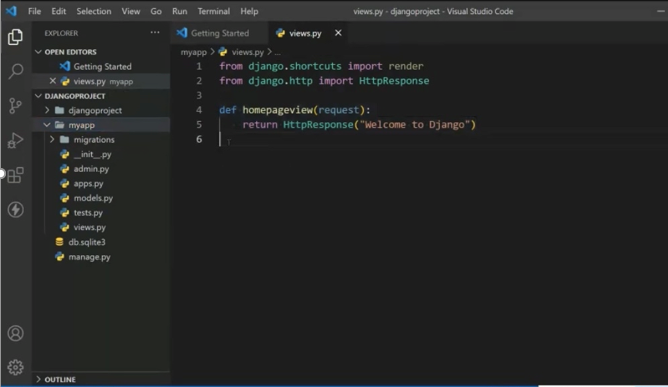 File Edit Selection View Go Run Terminal Help
views.py - djangoproject - Visual Studio Code
EXPLORER
OPEN EDITORS
Getting Started
views.py myapp
DJANGOPROJECT
djangoproject
myapp
migrations
__init__.py
admin.py
apps.py
models.py
tests.py
views.py
db.sqlite3
manage.py
OUTLINE
Getting Started views.py
myapp > views.py > ...
1 from django.shortcuts import render
2 from django.http import HttpResponse
3
4 def homepageview(request):
5 return HttpResponse("Welcome to Django")
6